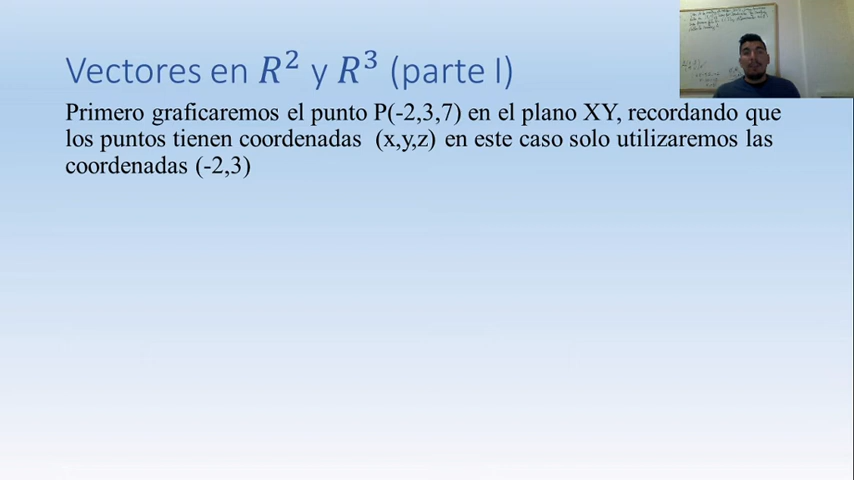 Vectores en R² y R³ (parte I)
Primero graficaremos el punto P(-2,3,7) en el plano XY, recordando que
los puntos tienen coordenadas (x,y,z) en este caso solo utilizaremos las
coordenadas (-2,3)